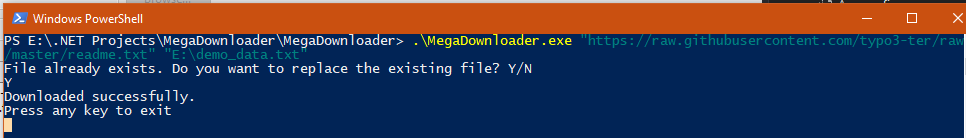 Windows PowerShell
PS E:\.NET Projects\MegaDownloader\MegaDownloader> .\MegaDownloader.exe "https://raw.githubusercontent.com/typo3-ter/raw
/master/readme.txt" "E:\demo_data.txt"
File already exists. Do you want to replace the existing file? Y/N
Y
Downloaded successfully.
Press any key to exit